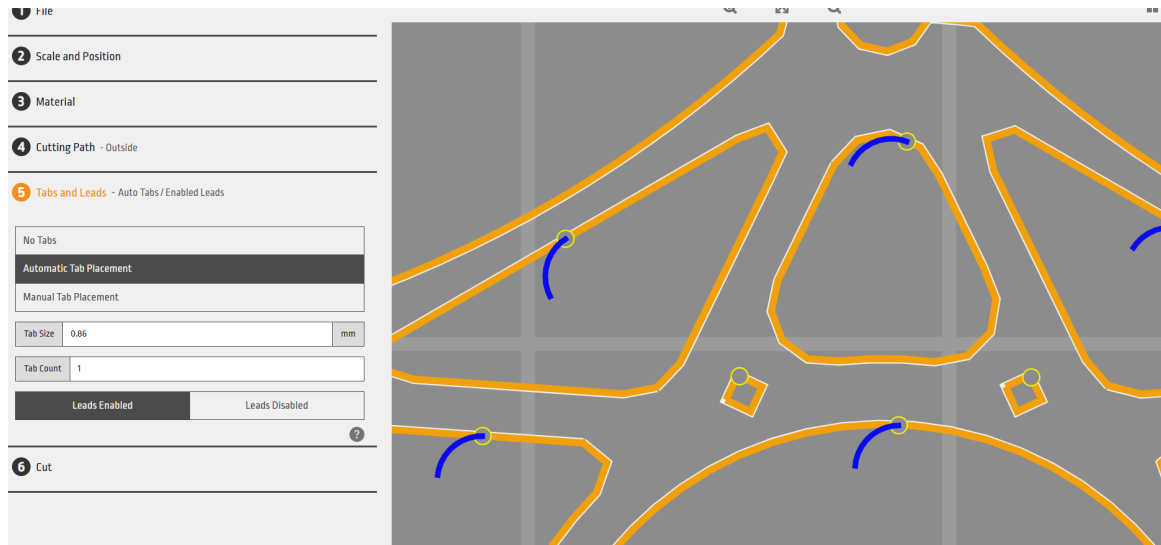 1 File
2 Scale and Position
3 Material
4 Cutting Path - Outside
5 Tabs and Leads - Auto Tabs / Enabled Leads
No Tabs
Automatic Tab Placement
Manual Tab Placement
Tab Size 0.86 mm
Tab Count 1
Leads Enabled Leads Disabled
?
6 Cut